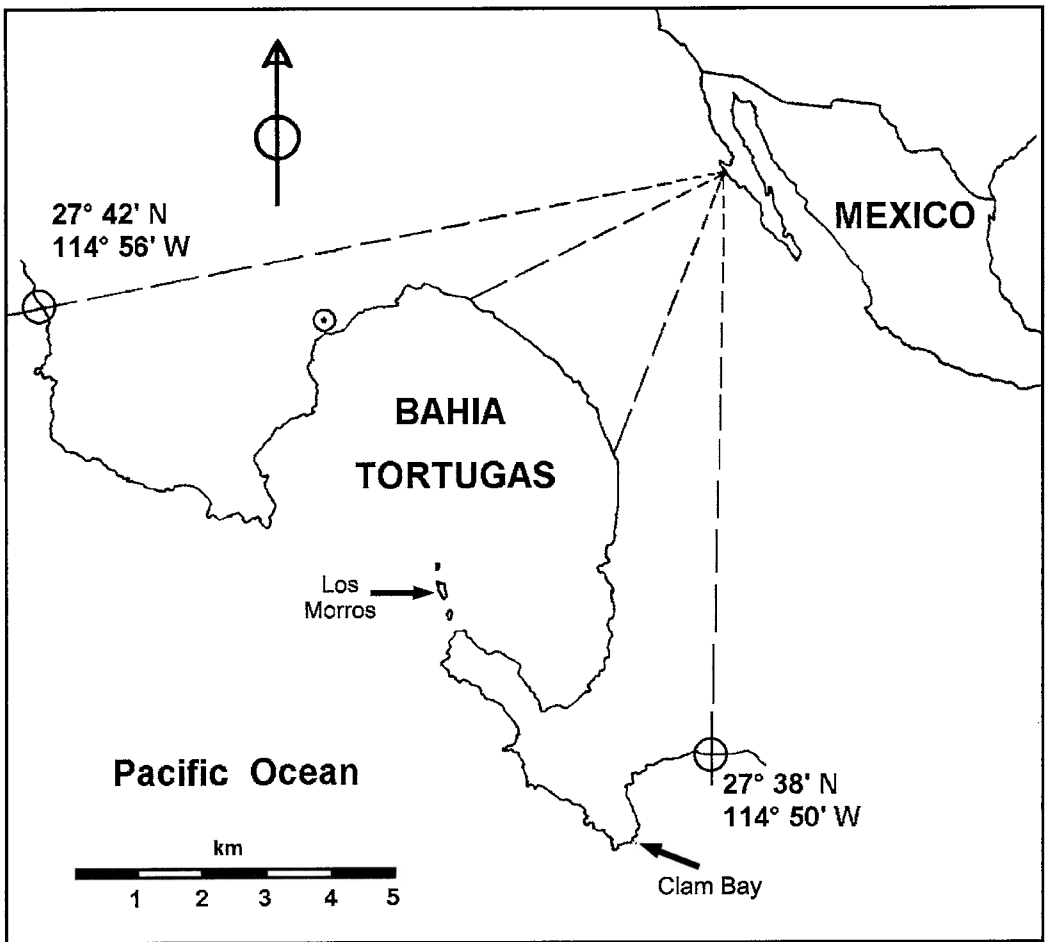 27° 42' N
114° 56' W
MEXICO
BAHIA
TORTUGAS
Los
Morros
Pacific Ocean
27° 38' N
114° 50' W
km
1 2 3 4 5
Clam Bay